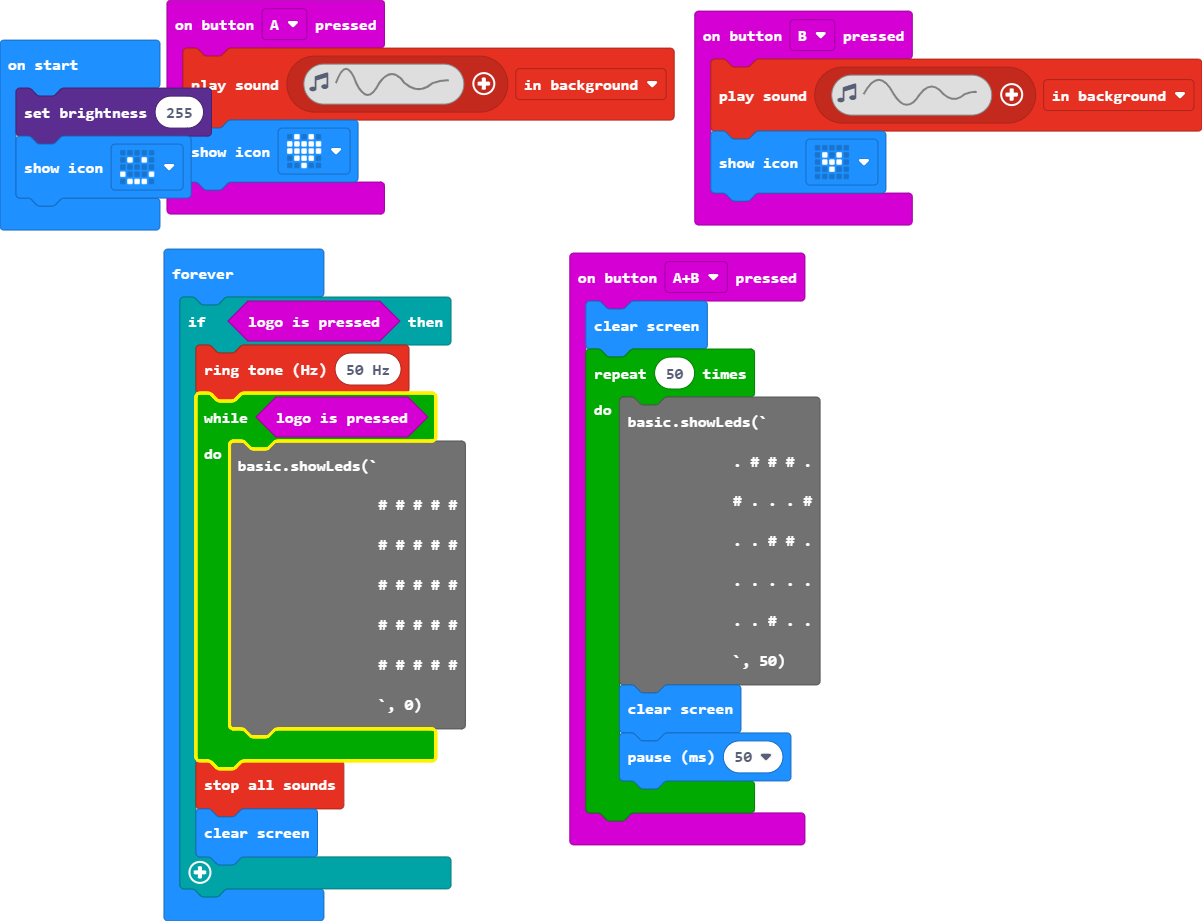 on start
set brightness 255
show icon
on button A pressed
play sound in background
show icon
on button B pressed
play sound in background
show icon
forever
if logo is pressed then
ring tone (Hz) 50 Hz
while logo is pressed
do
basic.showLeds(`
# # # # #
# # # # #
# # # # #
# # # # #
# # # # #
`, 0)
stop all sounds
clear screen
on button A+B pressed
clear screen
repeat 50 times
do
basic.showLeds(`
. # # # .
# . . . #
. . # # .
. . . . .
. . # . .
`, 50)
clear screen
pause (ms) 50